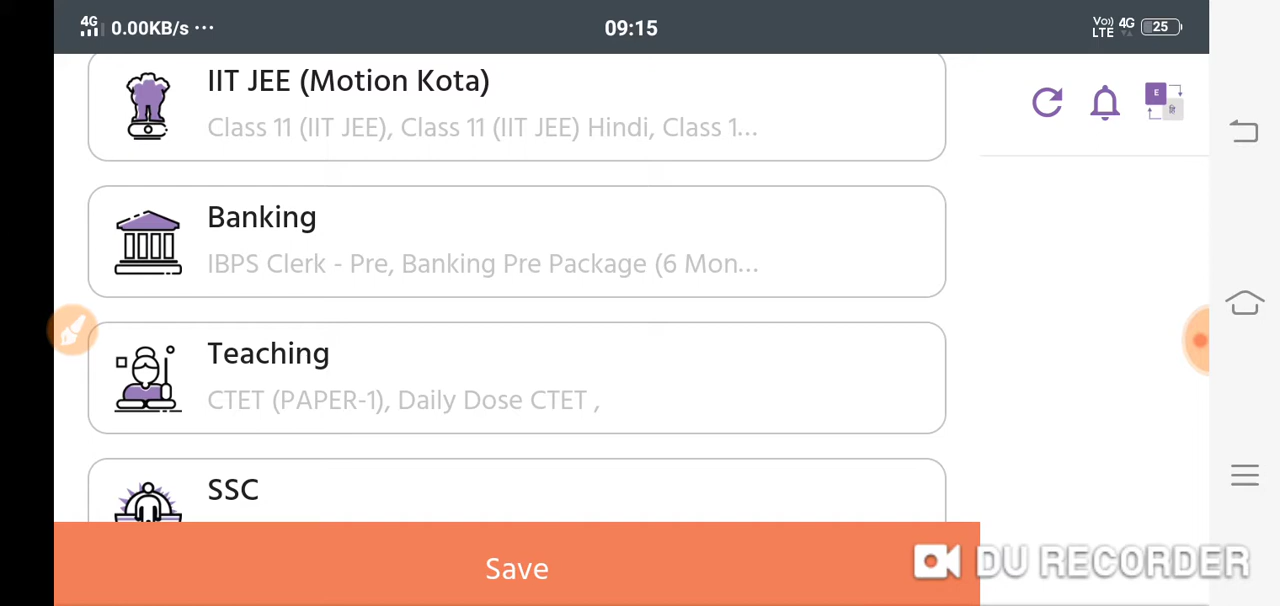 4G 0.00KB/s ...
09:15
Vo)) LTE 4G 25
IIT JEE (Motion Kota)
Class 11 (IIT JEE), Class 11 (IIT JEE) Hindi, Class 1...
E
Banking
IBPS Clerk - Pre, Banking Pre Package (6 Mon...
Teaching
CTET (PAPER-1), Daily Dose CTET ,
SSC
Save
DU RECORDER